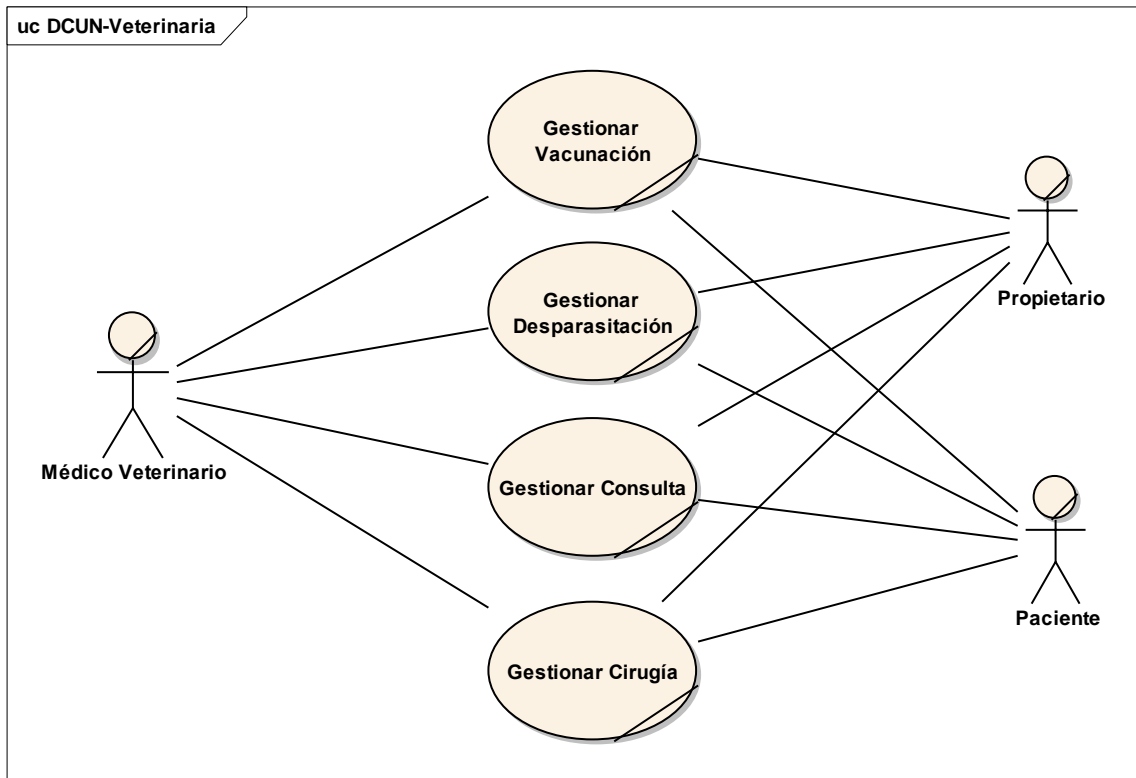 uc DCUN-Veterinaria
Gestionar
Vacunación
Propietario
Gestionar
Desparasitación
Médico Veterinario
Gestionar Consulta
Paciente
Gestionar Cirugía